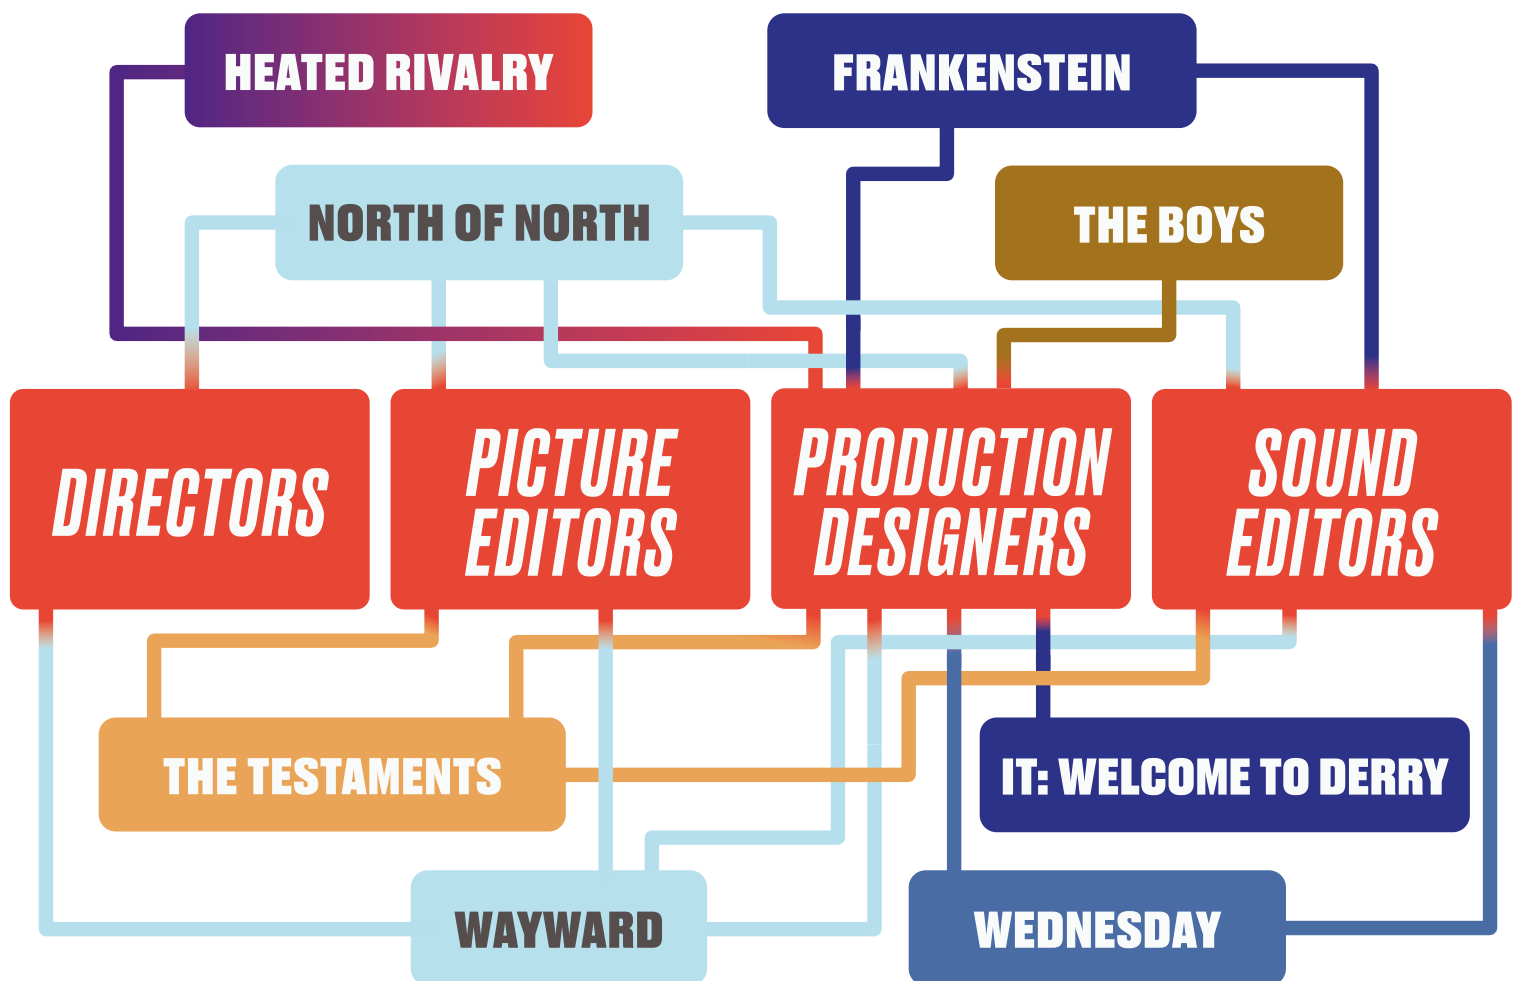 HEATED RIVALRY
FRANKENSTEIN
NORTH OF NORTH
THE BOYS
DIRECTORS
PICTURE
EDITORS
PRODUCTION
DESIGNERS
SOUND
EDITORS
THE TESTAMENTS
IT: WELCOME TO DERRY
WAYWARD
WEDNESDAY